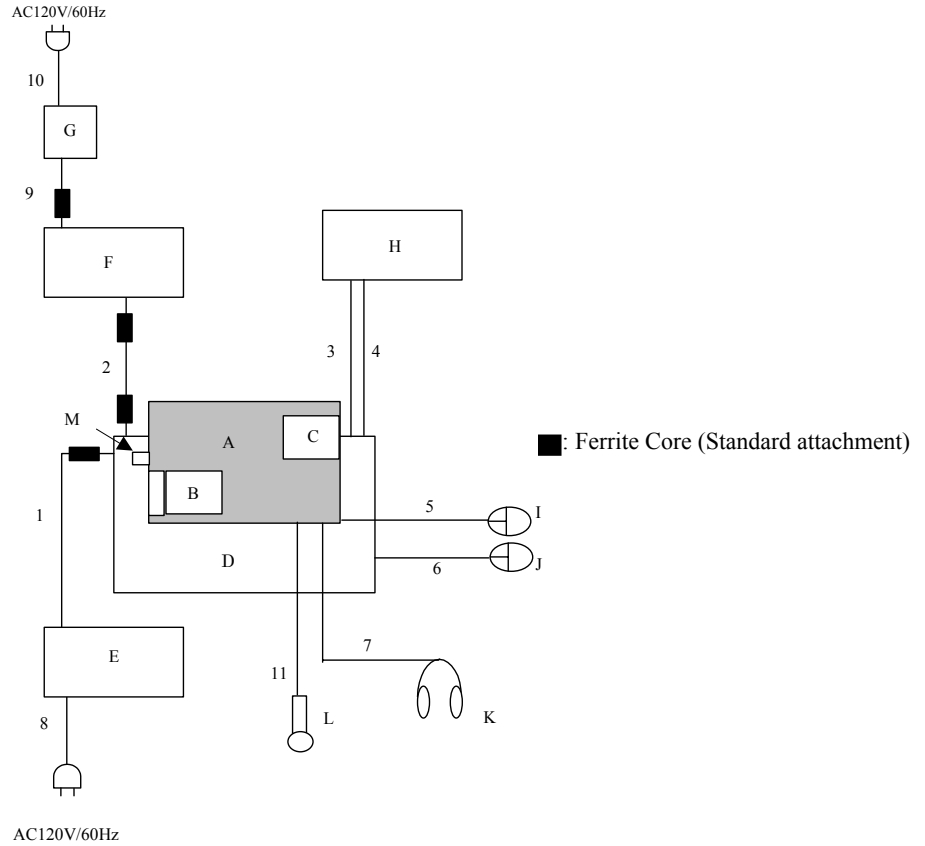 AC120V/60Hz
10
G
9
F
H
2
3
4
M
A
C
: Ferrite Core (Standard attachment)
B
1
5
I
D
6
J
E
7
11
8
L
K
AC120V/60Hz